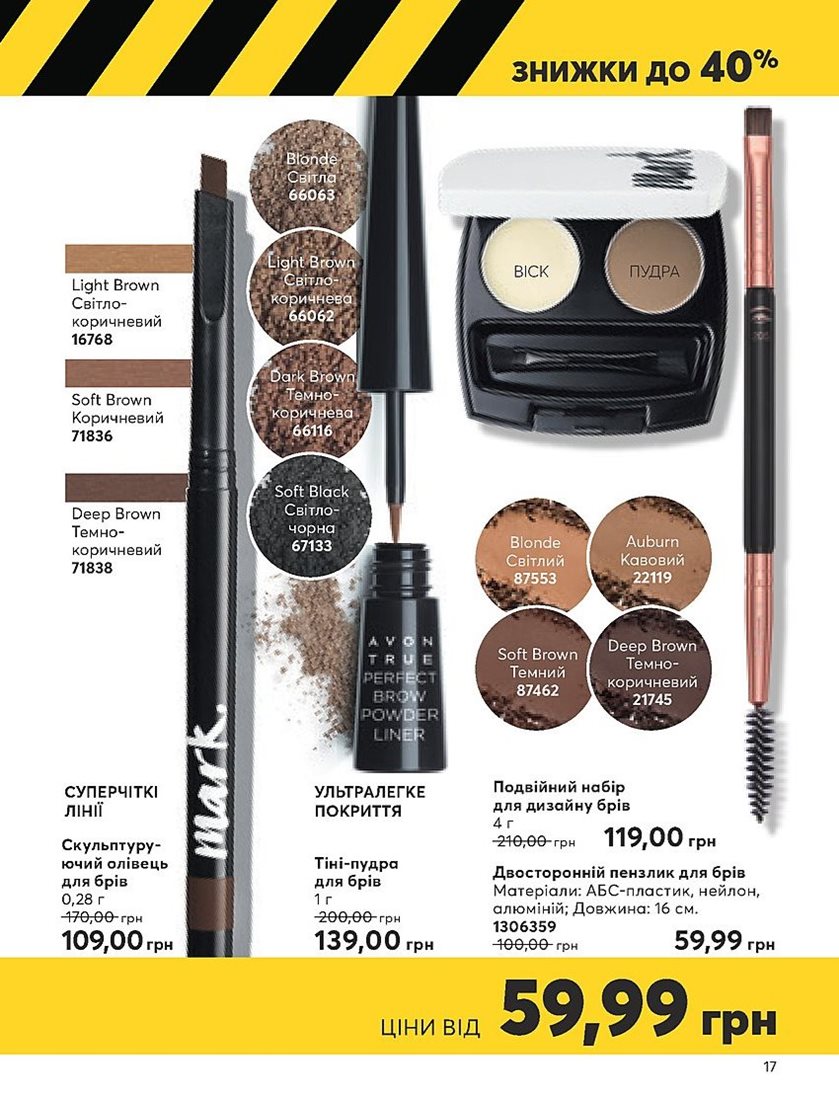 ЗНИЖКИ ДО 40%
Blonde
Світла
66063
Light Brown
Світло-
коричнева
66062
Dark Brown
Темно-
коричнева
66116
Soft Black
Світло-
чорна
67133
Light Brown
Світло-
коричневий
16768
Soft Brown
Коричневий
71836
Deep Brown
Темно-
коричневий
71838
mark.
ВІСК
ПУДРА
Blonde
Світлий
87553
Auburn
Кавовий
22119
Soft Brown
Темний
87462
Deep Brown
Темно-
коричневий
21745
AVON
TRUE
PERFECT
BROW
POWDER
LINER
mark.
СУПЕРЧІТКІ
ЛІНІЇ
Скульптуру-
ючий олівець
для брів
0,28 г
170,00 грн
109,00 грн
УЛЬТРАЛЕГКЕ
ПОКРИТТЯ
Тіні-пудра
для брів
1 г
200,00 грн
139,00 грн
Подвійний набір
для дизайну брів
4 г
210,00 грн 119,00 грн
Двосторонній пензлик для брів
Матеріали: АБС-пластик, нейлон,
алюміній; Довжина: 16 см.
1306359
100,00 грн 59,99 грн
ЦІНИ ВІД 59,99 грн
17